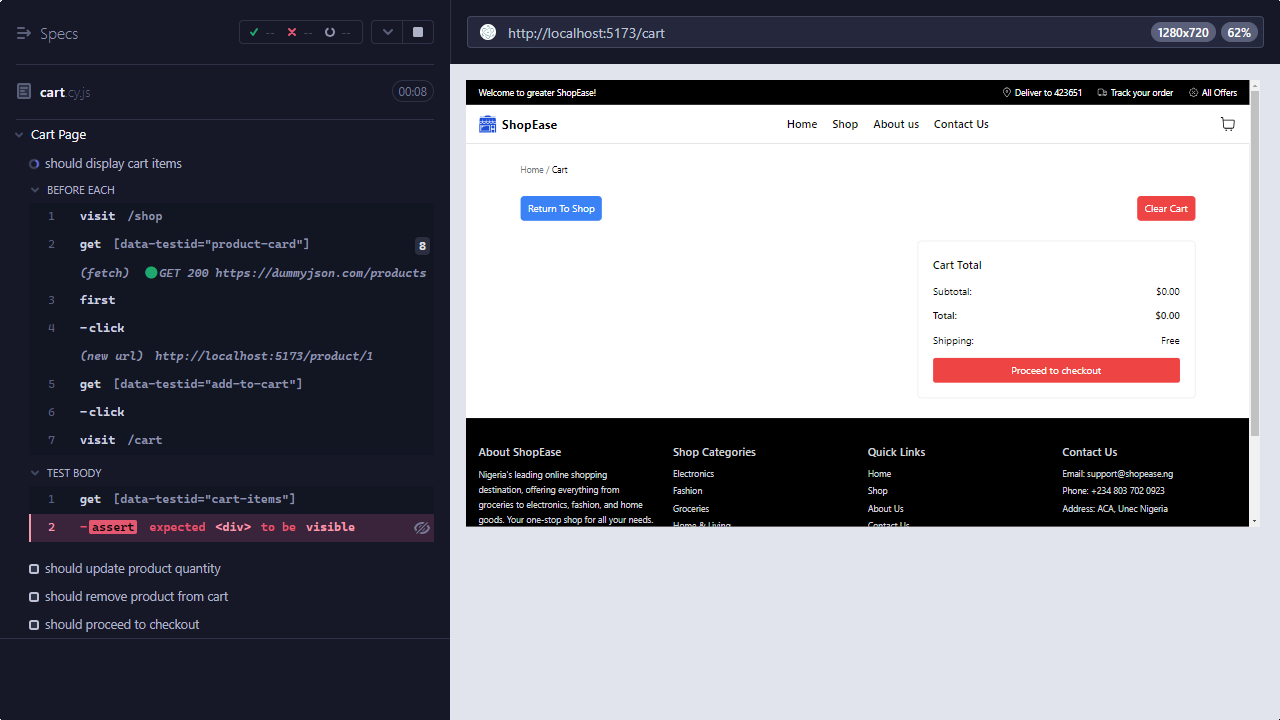 Specs
-- -- --
cart.cy.js
00:08
Cart Page
should display cart items
BEFORE EACH
1 visit /shop
2 get [data-testid="product-card"] 8
(fetch) GET 200 https://dummyjson.com/products
3 first
4 -click
(new url) http://localhost:5173/product/1
5 get [data-testid="add-to-cart"]
6 -click
7 visit /cart
TEST BODY
1 get [data-testid="cart-items"]
2 -assert expected <div> to be visible
should update product quantity
should remove product from cart
should proceed to checkout
http://localhost:5173/cart
1280x720
62%
Welcome to greater ShopEase!
Deliver to 423651
Track your order
All Offers
ShopEase
Home
Shop
About us
Contact Us
Home / Cart
Return To Shop
Clear Cart
Cart Total
Subtotal: $0.00
Total: $0.00
Shipping: Free
Proceed to checkout
About ShopEase
Nigeria's leading online shopping
destination, offering everything from
groceries to electronics, fashion, and home
goods. Your one-stop shop for all your needs.
Shop Categories
Electronics
Fashion
Groceries
Home & Living
Quick Links
Home
Shop
About Us
Contact Us
Contact Us
Email: support@shopease.ng
Phone: +234 803 702 0923
Address: ACA, Unec Nigeria